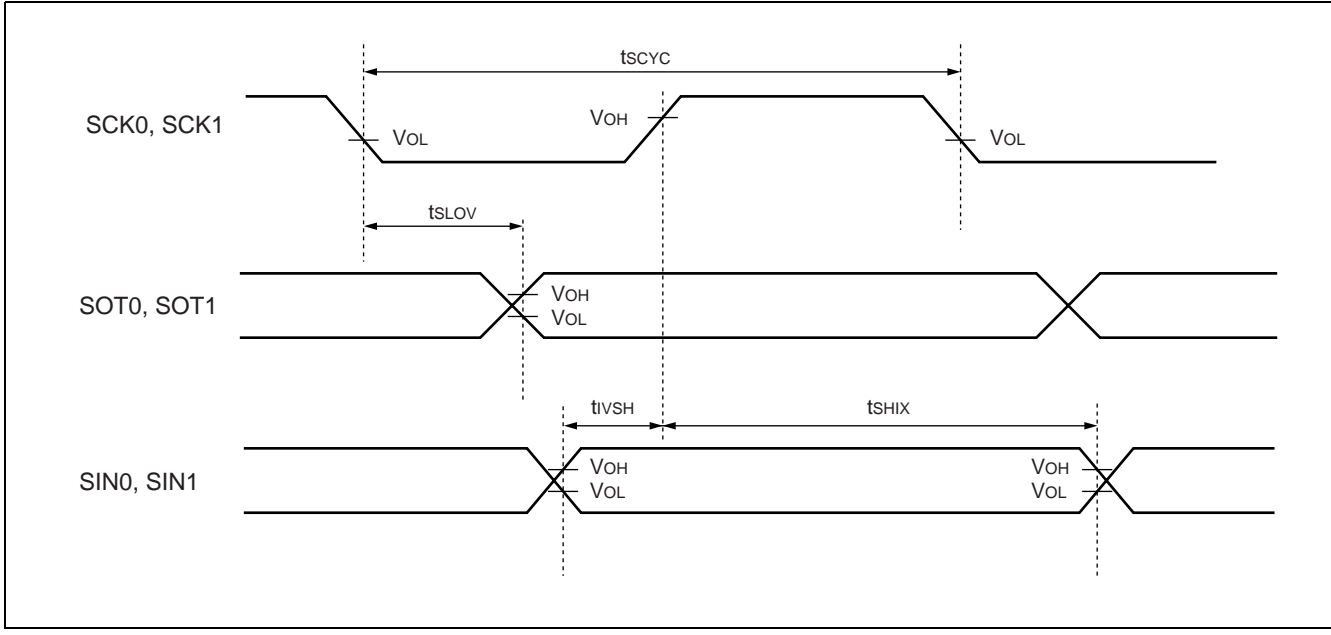 tSCYC
SCK0, SCK1
VOH
VOL
VOL
tSLOV
SOT0, SOT1
VOH
VOL
tIVSH
tSHIX
SIN0, SIN1
VOH
VOL
VOH
VOL